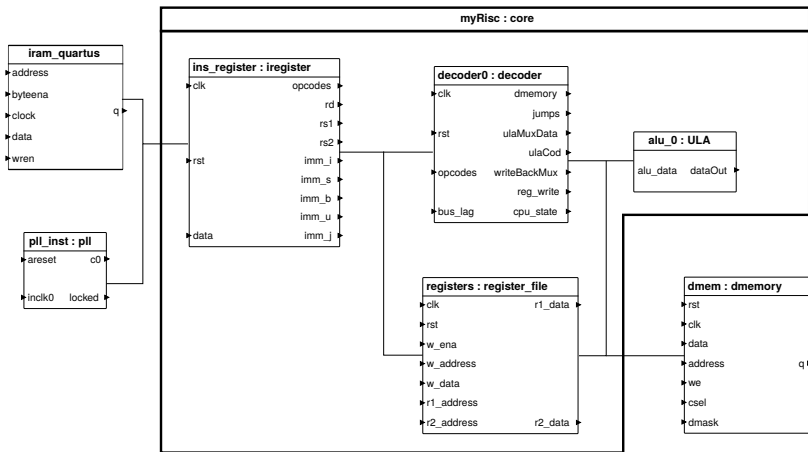 myRisc : core
iram_quartus
address
byteena
clock
data
wren
q
pll_inst : pll
areset
inclk0
c0
locked
ins_register : iregister
clk
rst
data
opcodes
rd
rs1
rs2
imm_i
imm_s
imm_b
imm_u
imm_j
decoder0 : decoder
clk
rst
opcodes
bus_lag
dmemory
jumps
ulaMuxData
ulaCod
writeBackMux
reg_write
cpu_state
alu_0 : ULA
alu_data
dataOut
registers : register_file
clk
rst
w_ena
w_address
w_data
r1_address
r2_address
r1_data
r2_data
dmem : dmemory
rst
clk
data
address
we
csel
dmask
q